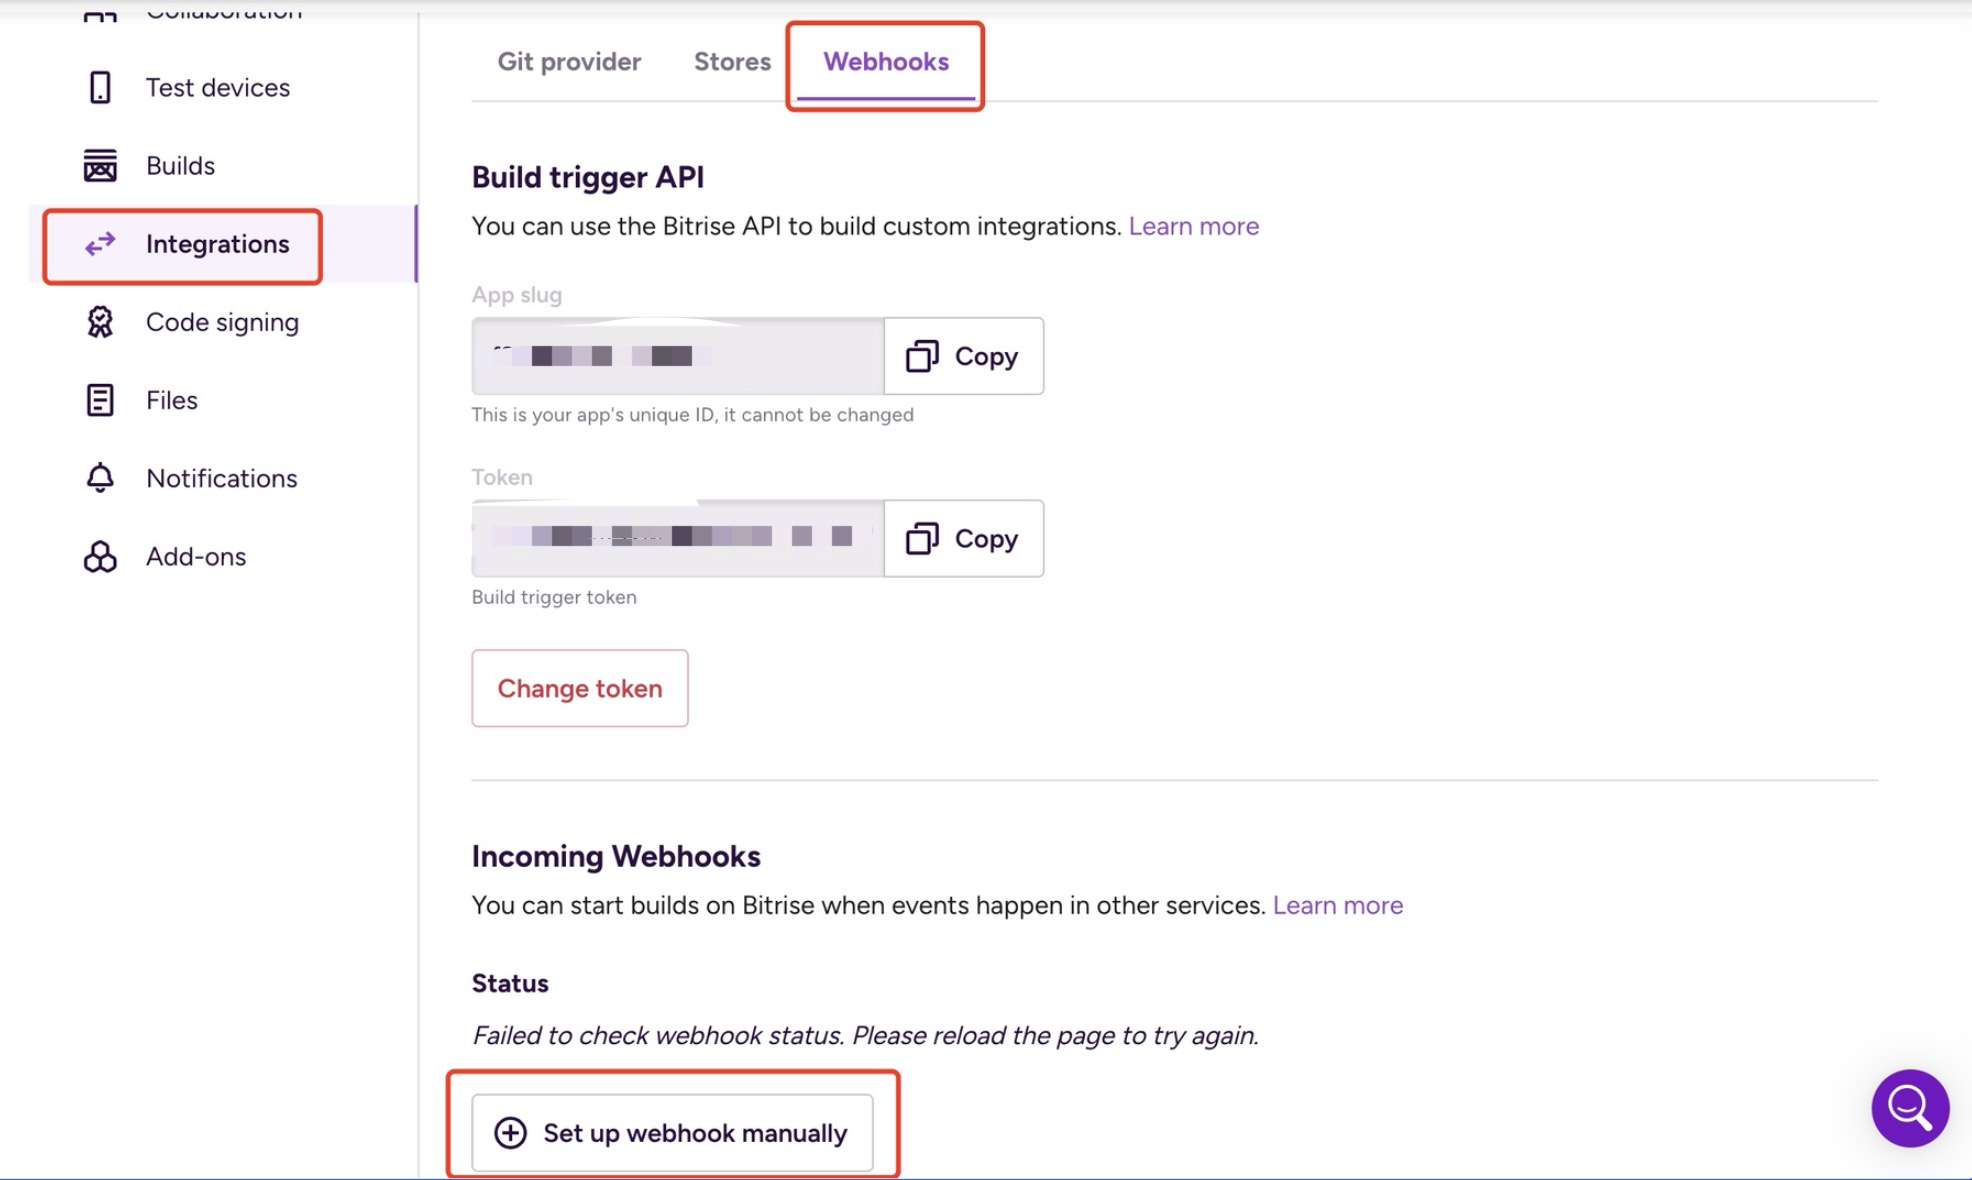 Collaboration
Test devices
Builds
Integrations
Code signing
Files
Notifications
Add-ons
Git provider
Stores
Webhooks
Build trigger API
You can use the Bitrise API to build custom integrations. Learn more
App slug
Copy
This is your app's unique ID, it cannot be changed
Token
Copy
Build trigger token
Change token
Incoming Webhooks
You can start builds on Bitrise when events happen in other services. Learn more
Status
Failed to check webhook status. Please reload the page to try again.
Set up webhook manually